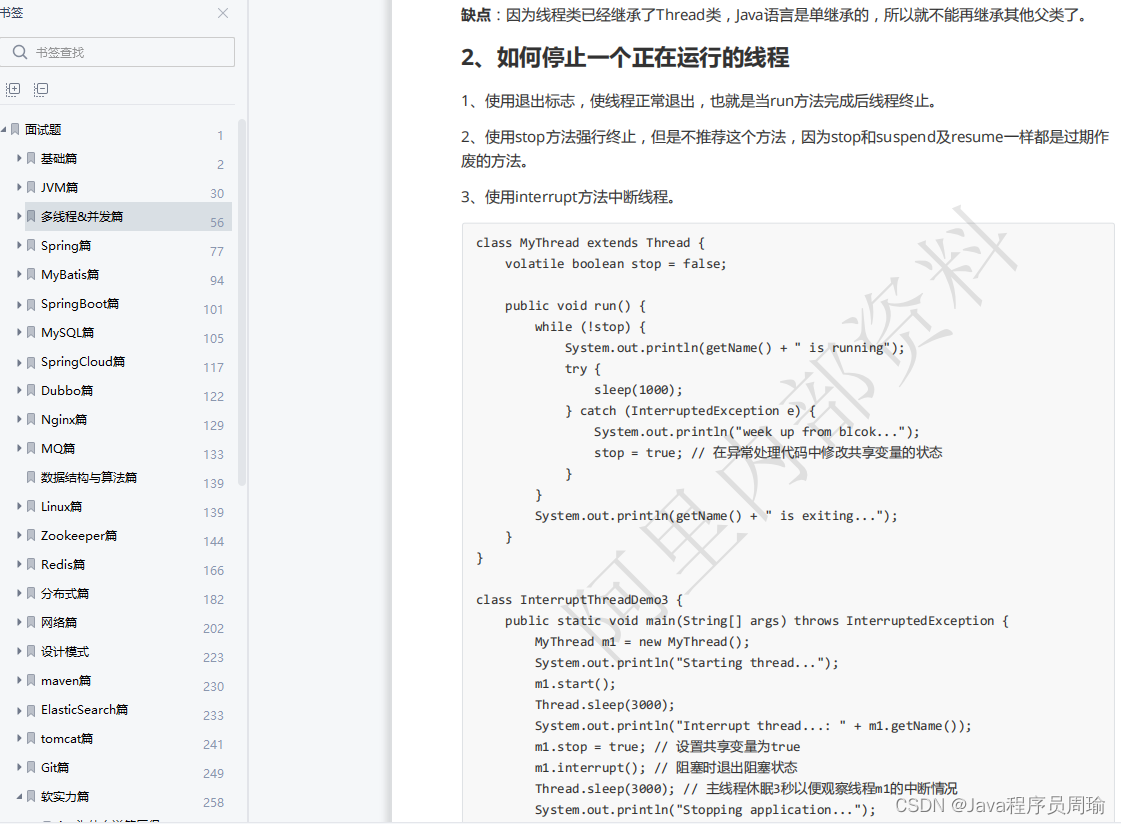 书签
书签查找
面试题 1
基础篇 2
JVM篇 30
多线程&并发篇 56
Spring篇 77
MyBatis篇 94
SpringBoot篇 101
MySQL篇 105
SpringCloud篇 117
Dubbo篇 122
Nginx篇 129
MQ篇 133
数据结构与算法篇 139
Linux篇 139
Zookeeper篇 144
Redis篇 166
分布式篇 182
网络篇 202
设计模式 223
maven篇 230
ElasticSearch篇 233
tomcat篇 241
Git篇 249
软实力篇 258
缺点：因为线程类已经继承了Thread类，Java语言是单继承的，所以就不能再继承其他父类了。
2、如何停止一个正在运行的线程
1、使用退出标志，使线程正常退出，也就是当run方法完成后线程终止。
2、使用stop方法强行终止，但是不推荐这个方法，因为stop和suspend及resume一样都是过期作
废的方法。
3、使用interrupt方法中断线程。
class MyThread extends Thread {
volatile boolean stop = false;
public void run() {
while (!stop) {
System.out.println(getName() + " is running");
try {
sleep(1000);
} catch (InterruptedException e) {
System.out.println("week up from blcok...");
stop = true; // 在异常处理代码中修改共享变量的状态
}
}
System.out.println(getName() + " is exiting...");
}
}
class InterruptThreadDemo3 {
public static void main(String[] args) throws InterruptedException {
MyThread m1 = new MyThread();
System.out.println("Starting thread...");
m1.start();
Thread.sleep(3000);
System.out.println("Interrupt thread...: " + m1.getName());
m1.stop = true; // 设置共享变量为true
m1.interrupt(); // 阻塞时退出阻塞状态
Thread.sleep(3000); // 主线程休眠3秒以便观察线程m1的中断情况
System.out.println("Stopping application...");
阿里内部资料
CSDN @Java程序员周瑜